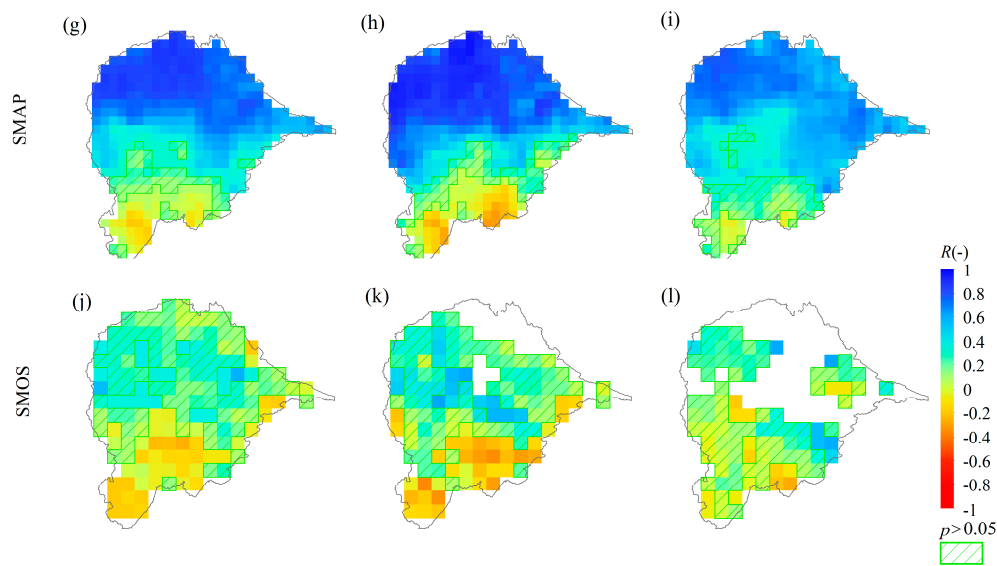 (g)
(h)
(i)
SMAP
(j)
(k)
(l)
SMOS
R(-)
1
0.8
0.6
0.4
0.2
0
-0.2
-0.4
-0.6
-0.8
-1
p>0.05